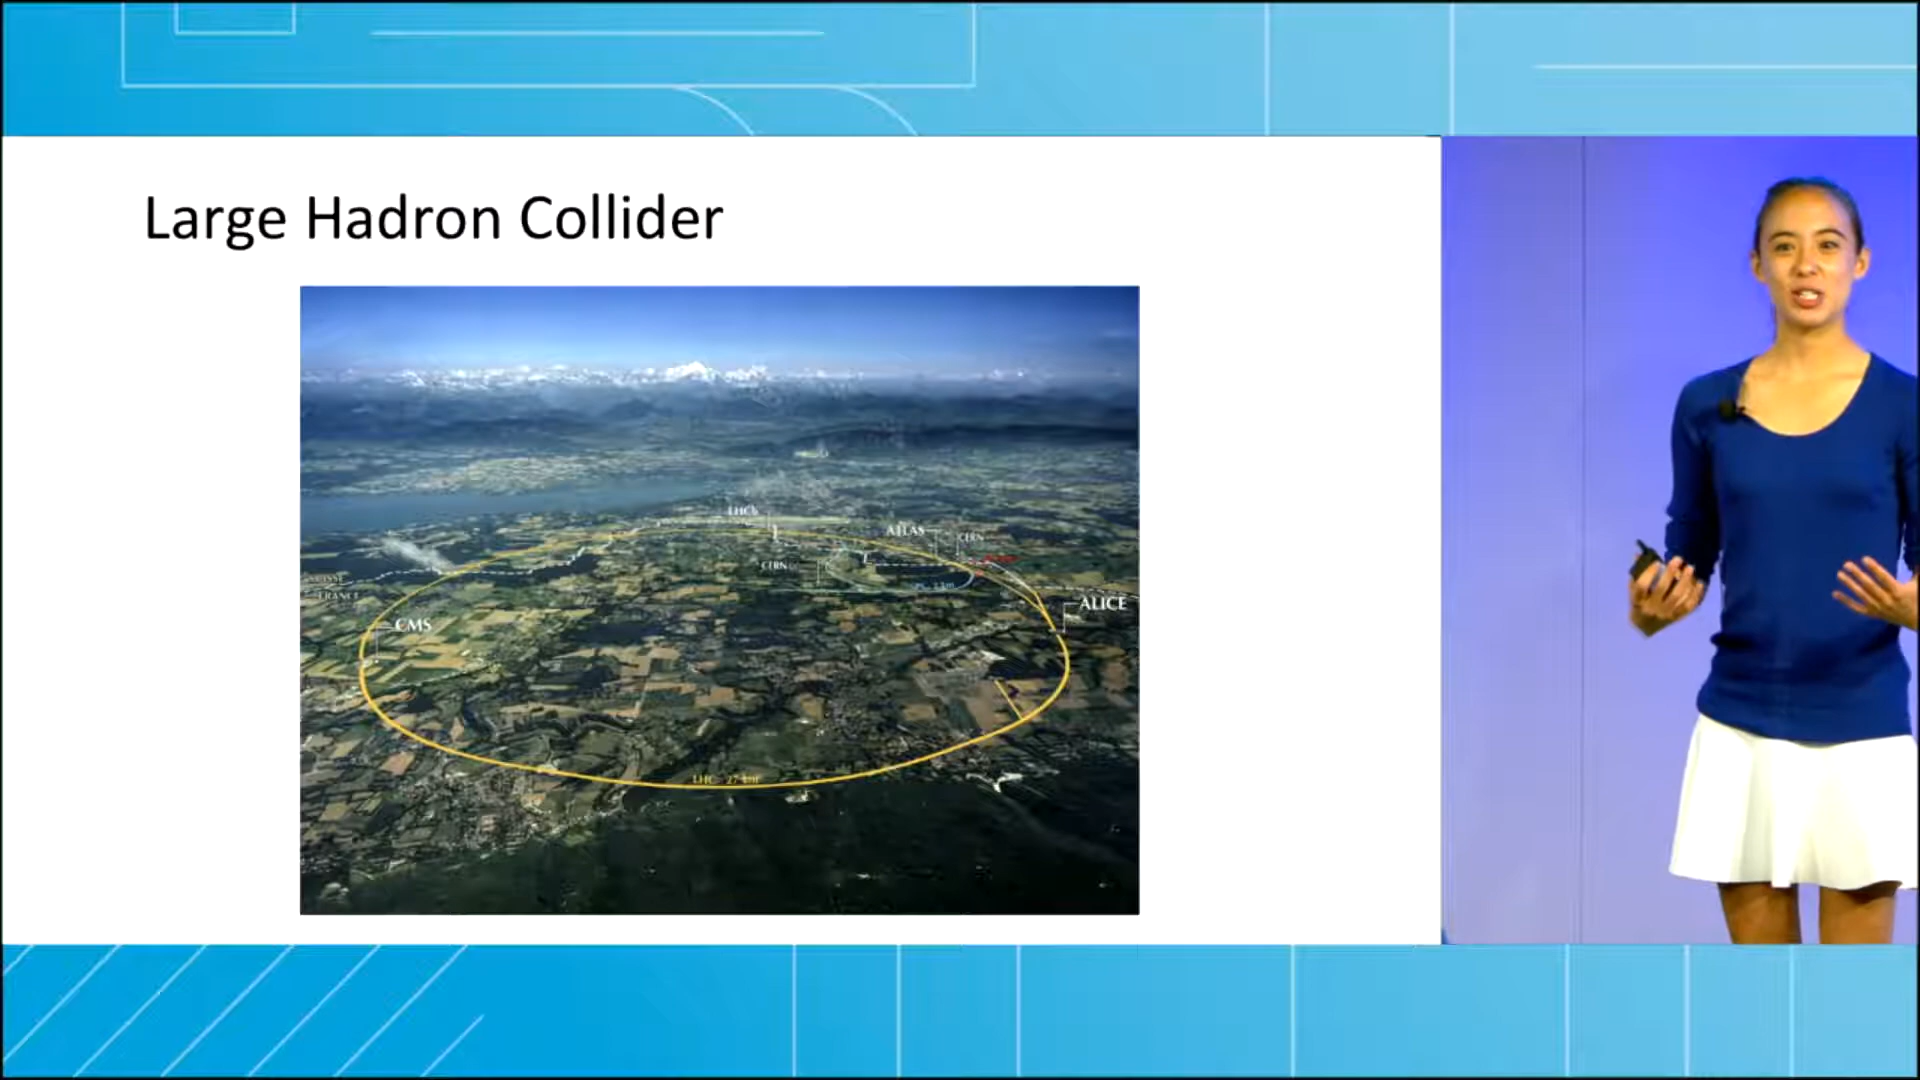 Large Hadron Collider
LHCb
ATLAS
CERN
CERN
SUISSE
FRANCE
ALICE
CMS
LHC 27 km